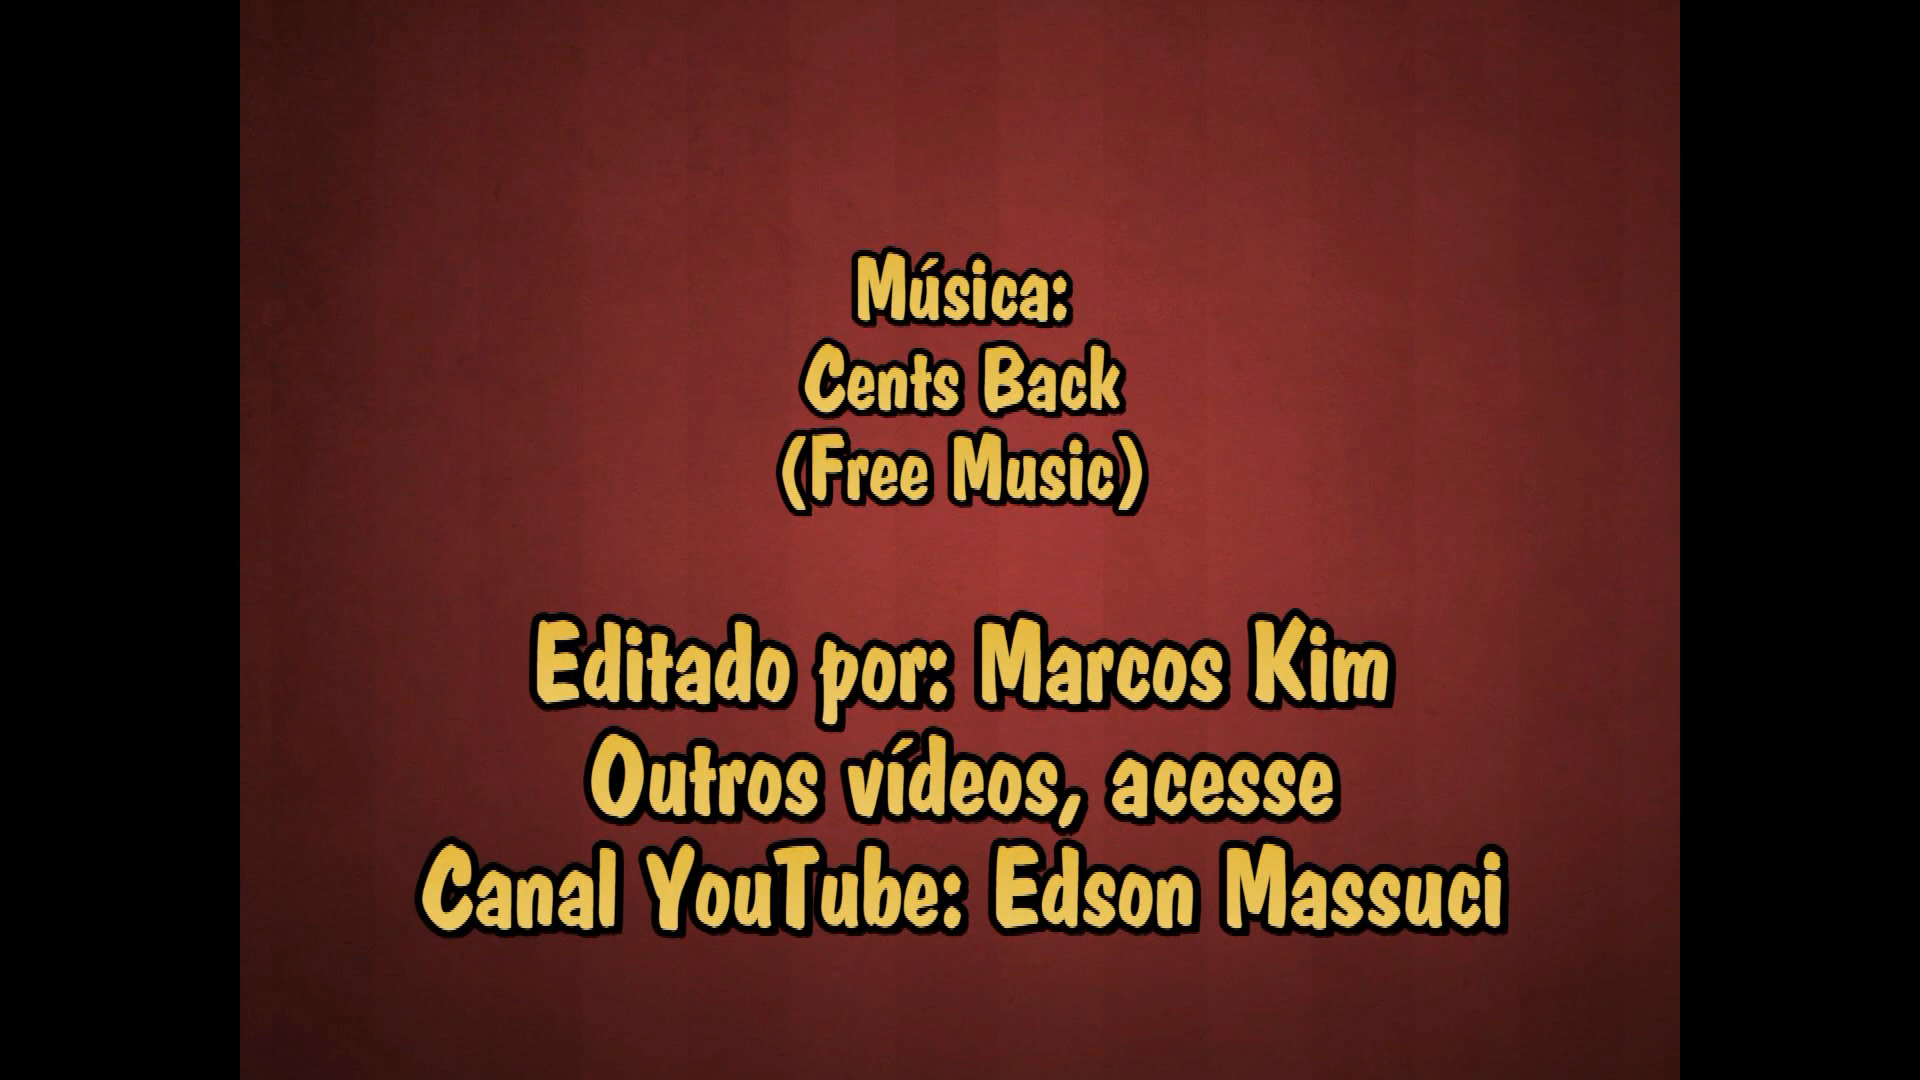 Música:
Cents Back
(Free Music)
Editado por: Marcos Kim
Outros vídeos, acesse
Canal YouTube: Edson Massuci